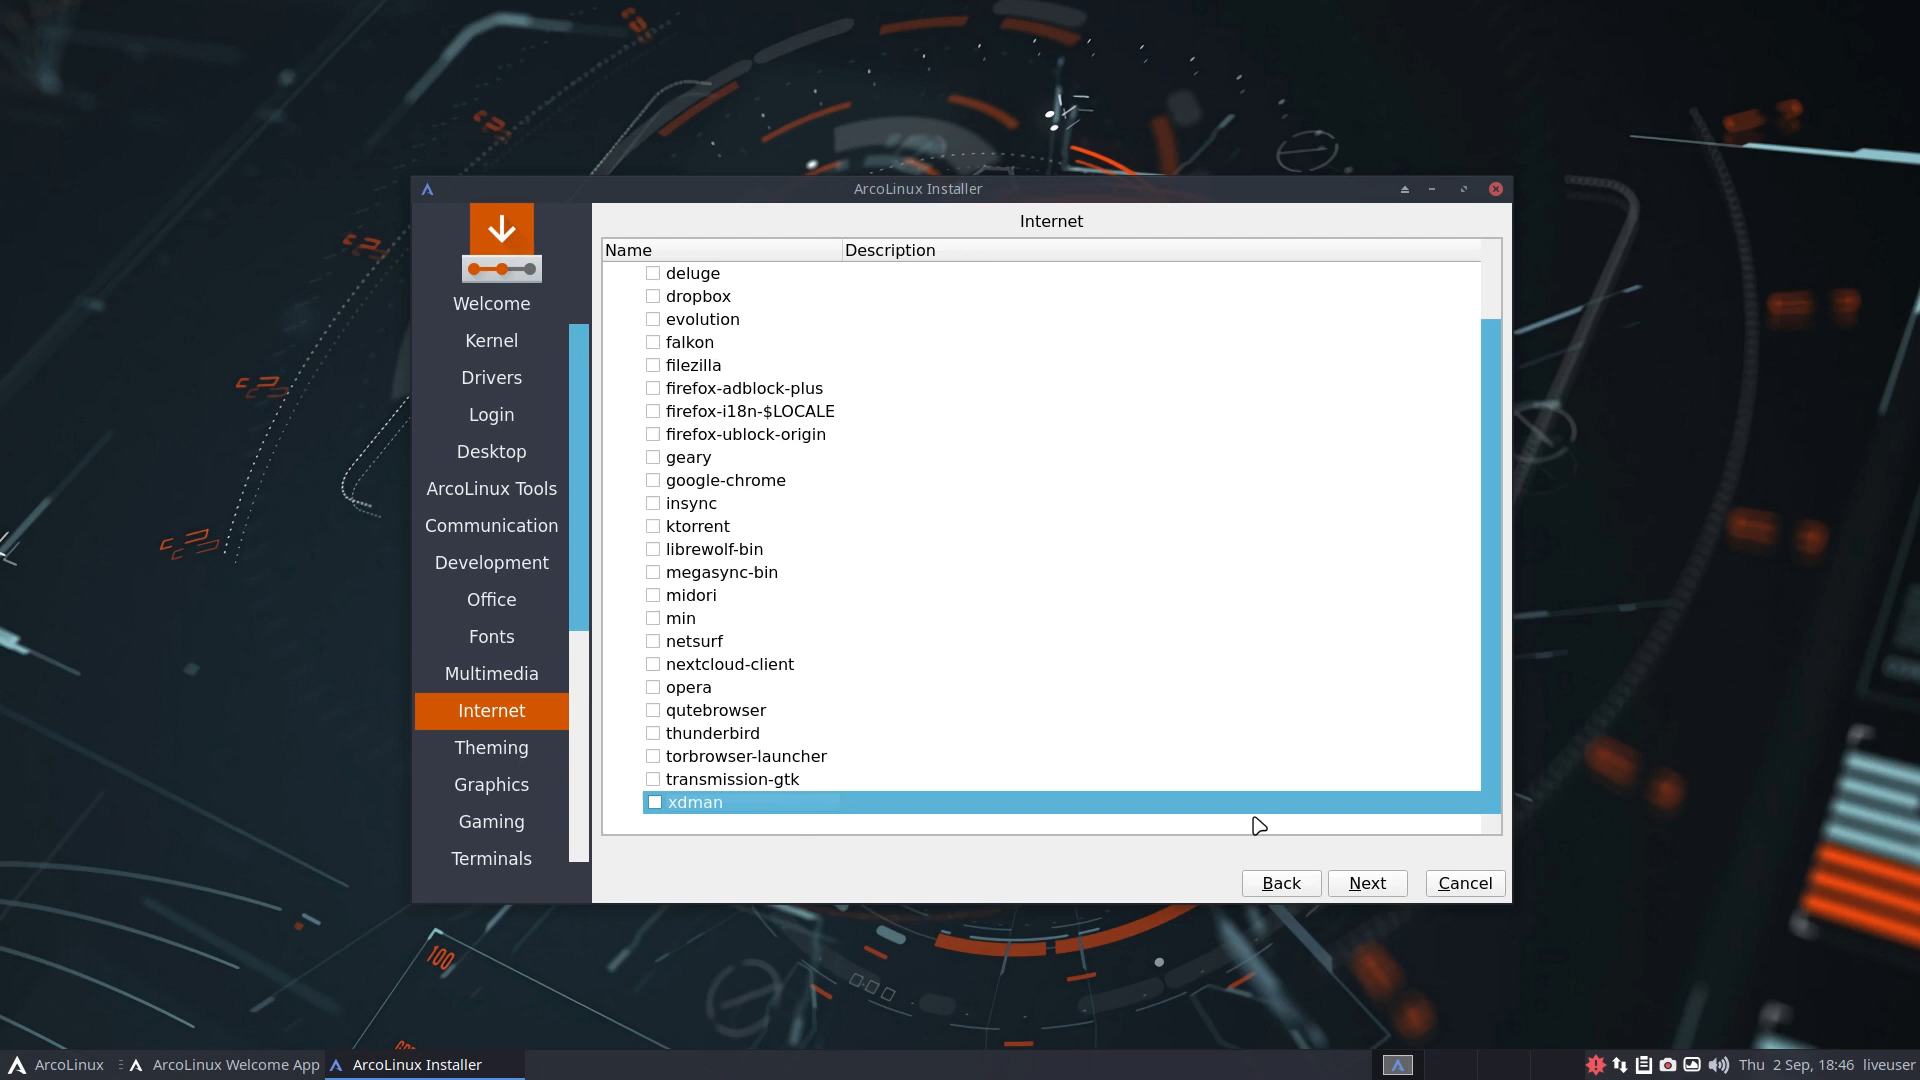 ArcoLinux Installer
Internet
Name Description
Welcome
Kernel
Drivers
Login
Desktop
ArcoLinux Tools
Communication
Development
Office
Fonts
Multimedia
Internet
Theming
Graphics
Gaming
Terminals
deluge
dropbox
evolution
falkon
filezilla
firefox-adblock-plus
firefox-i18n-$LOCALE
firefox-ublock-origin
geary
google-chrome
insync
ktorrent
librewolf-bin
megasync-bin
midori
min
netsurf
nextcloud-client
opera
qutebrowser
thunderbird
torbrowser-launcher
transmission-gtk
xdman
Back Next Cancel
100
ArcoLinux ArcoLinux Welcome App ArcoLinux Installer Thu 2 Sep, 18:46 liveuser